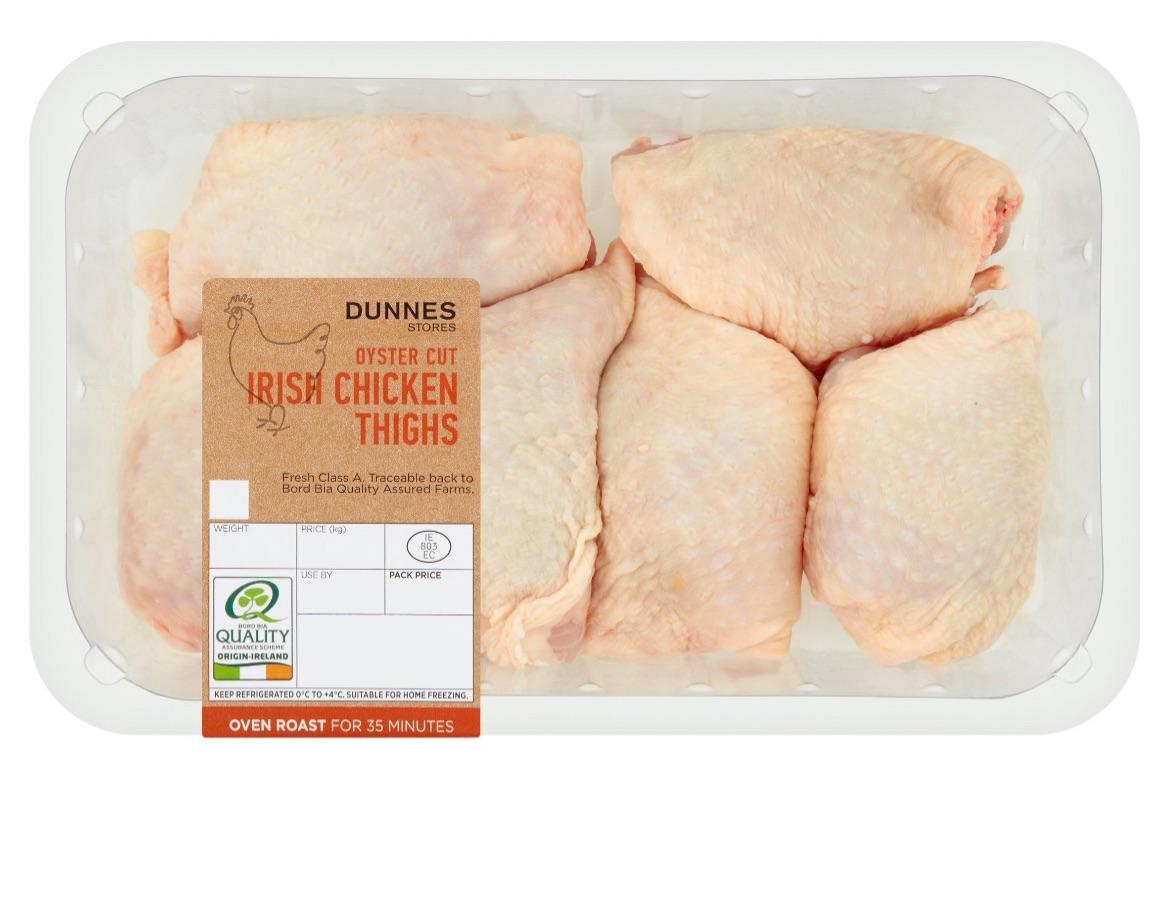 DUNNES
STORES
OYSTER CUT
IRISH CHICKEN
THIGHS
Fresh Class A. Traceable back to
Bord Bia Quality Assured Farms.
WEIGHT
PRICE (kg)
IE
803
EC
USE BY
PACK PRICE
BORD BIA
QUALITY
ASSURANCE SCHEME
ORIGIN-IRELAND
KEEP REFRIGERATED 0°C TO +4°C. SUITABLE FOR HOME FREEZING.
OVEN ROAST FOR 35 MINUTES